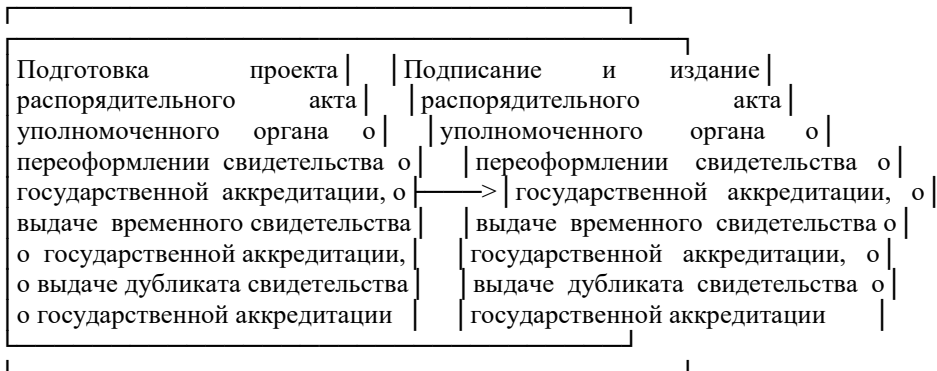 Подготовка проекта Подписание и издание
распорядительного акта распорядительного акта
уполномоченного органа о уполномоченного органа о
переоформлении свидетельства о переоформлении свидетельства о
государственной аккредитации, о ───> государственной аккредитации, о
выдаче временного свидетельства выдаче временного свидетельства о
о государственной аккредитации, государственной аккредитации, о
о выдаче дубликата свидетельства выдаче дубликата свидетельства о
о государственной аккредитации государственной аккредитации